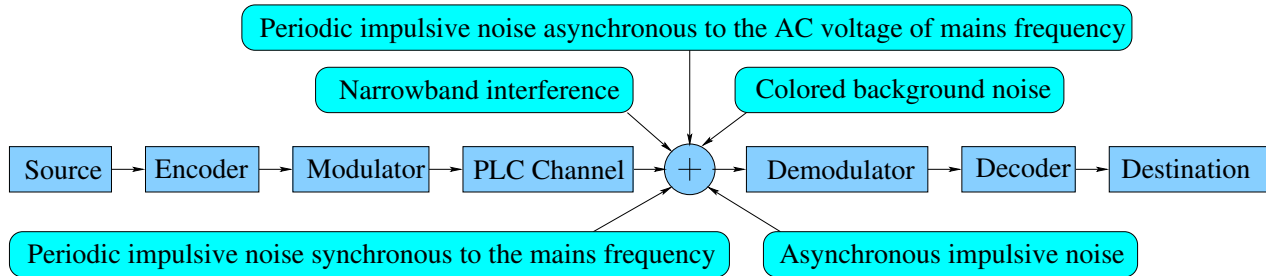 Periodic impulsive noise asynchronous to the AC voltage of mains frequency
Narrowband interference
Colored background noise
Source
Encoder
Modulator
PLC Channel
+
Demodulator
Decoder
Destination
Periodic impulsive noise synchronous to the mains frequency
Asynchronous impulsive noise